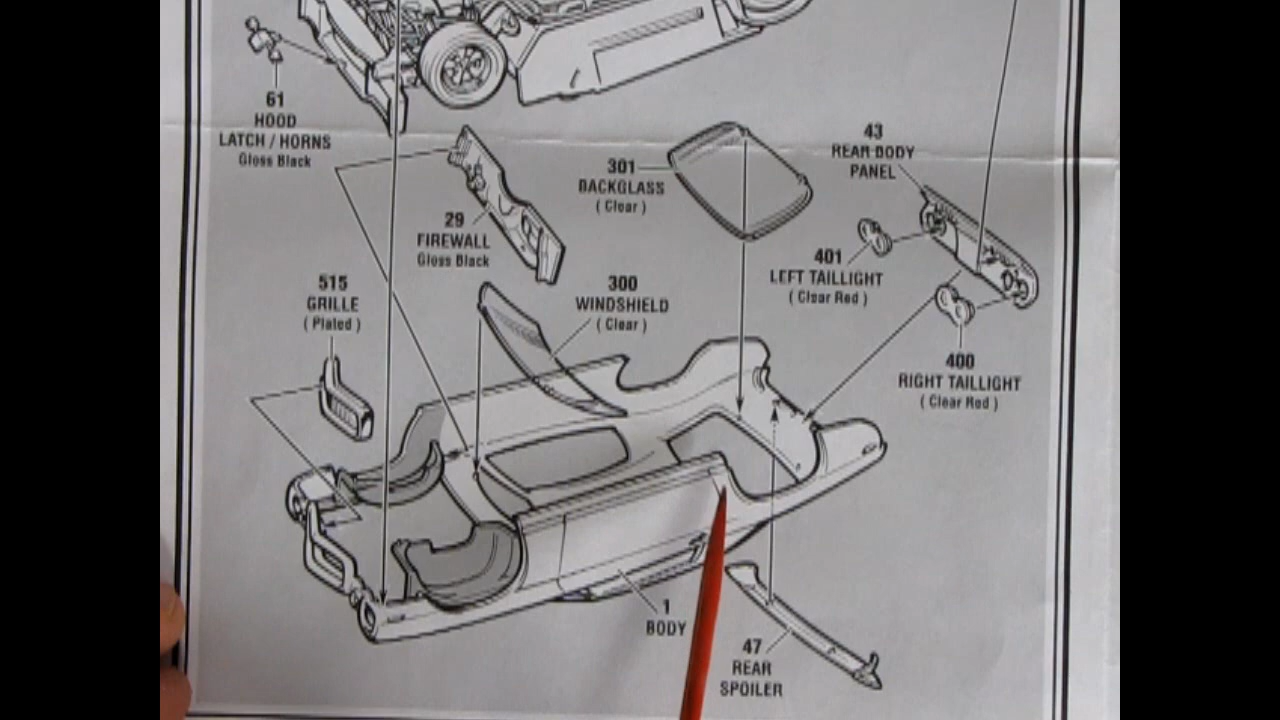 61
HOOD
LATCH / HORNS
Gloss Black
43
REAR BODY
PANEL
301
BACKGLASS
( Clear )
29
FIREWALL
Gloss Black
401
LEFT TAILLIGHT
( Clear Red )
515
GRILLE
( Plated )
300
WINDSHIELD
( Clear )
400
RIGHT TAILLIGHT
( Clear Red )
1
BODY
47
REAR
SPOILER